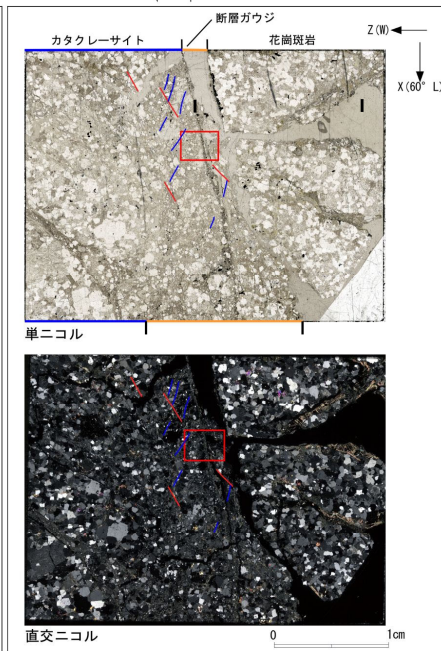 断層ガウジ
カタクレーサイト
花崗斑岩
Z(W)
X(60°L)
I
I
単ニコル
直交ニコル
0
1cm